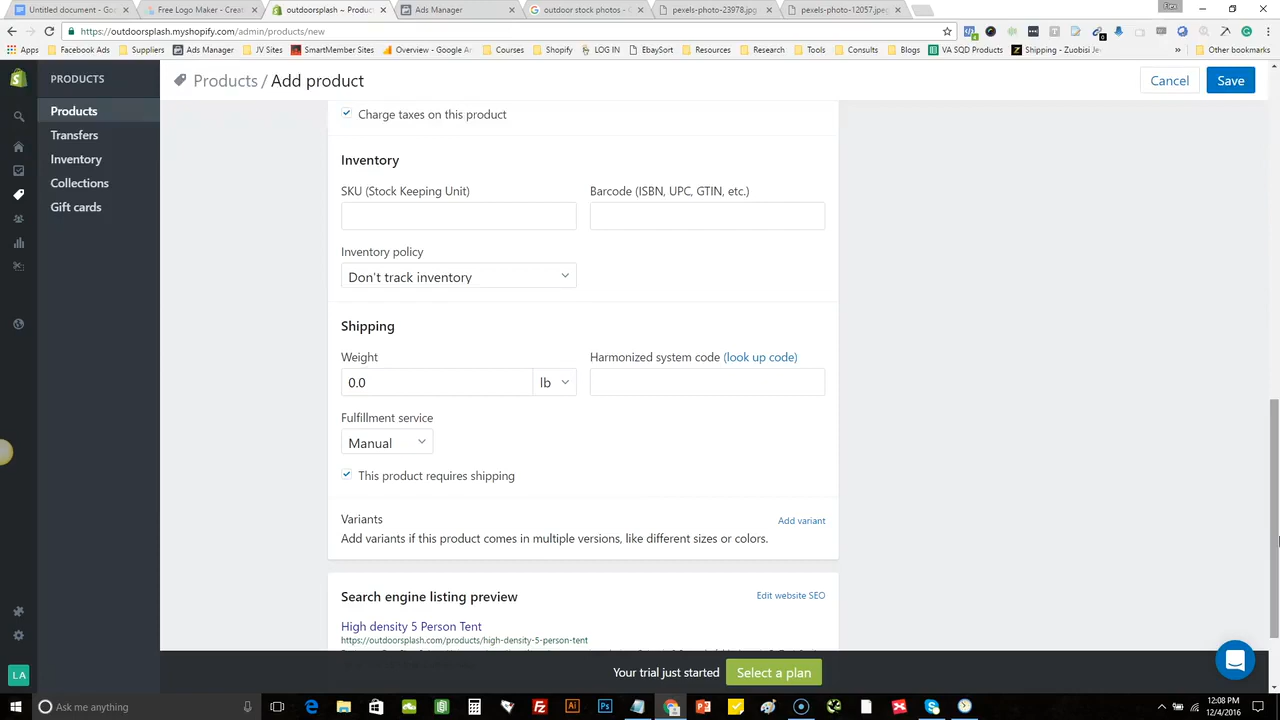 Untitled document - Go
Free Logo Maker - Creat
outdoorsplash ~ Produc
Ads Manager
outdoor stock photos - G
pexels-photo-23978.jpg
pexels-photo-12057.jpeg
https://outdoorsplash.myshopify.com/admin/products/new
Apps
Facebook Ads
Suppliers
Ads Manager
JV Sites
SmarterMember Sites
Overview - Google An
Courses
Shopify
LOG IN
EbaySort
Resources
Research
Tools
Consults
Blogs
VA SQD Products
Shipping - Zuobisi Je
»
Other bookmarks
PRODUCTS
Products / Add product
Cancel
Save
Products
Transfers
Inventory
Collections
Gift cards
Charge taxes on this product
Inventory
SKU (Stock Keeping Unit)
Barcode (ISBN, UPC, GTIN, etc.)
Inventory policy
Don't track inventory
Shipping
Weight
Harmonized system code (look up code)
0.0
lb
Fulfillment service
Manual
This product requires shipping
Variants
Add variant
Add variants if this product comes in multiple versions, like different sizes or colors.
Search engine listing preview
Edit website SEO
High density 5 Person Tent
https://outdoorsplash.com/products/high-density-5-person-tent
Your trial just started
Select a plan
LA
Ask me anything
12:08 PM
12/4/2016